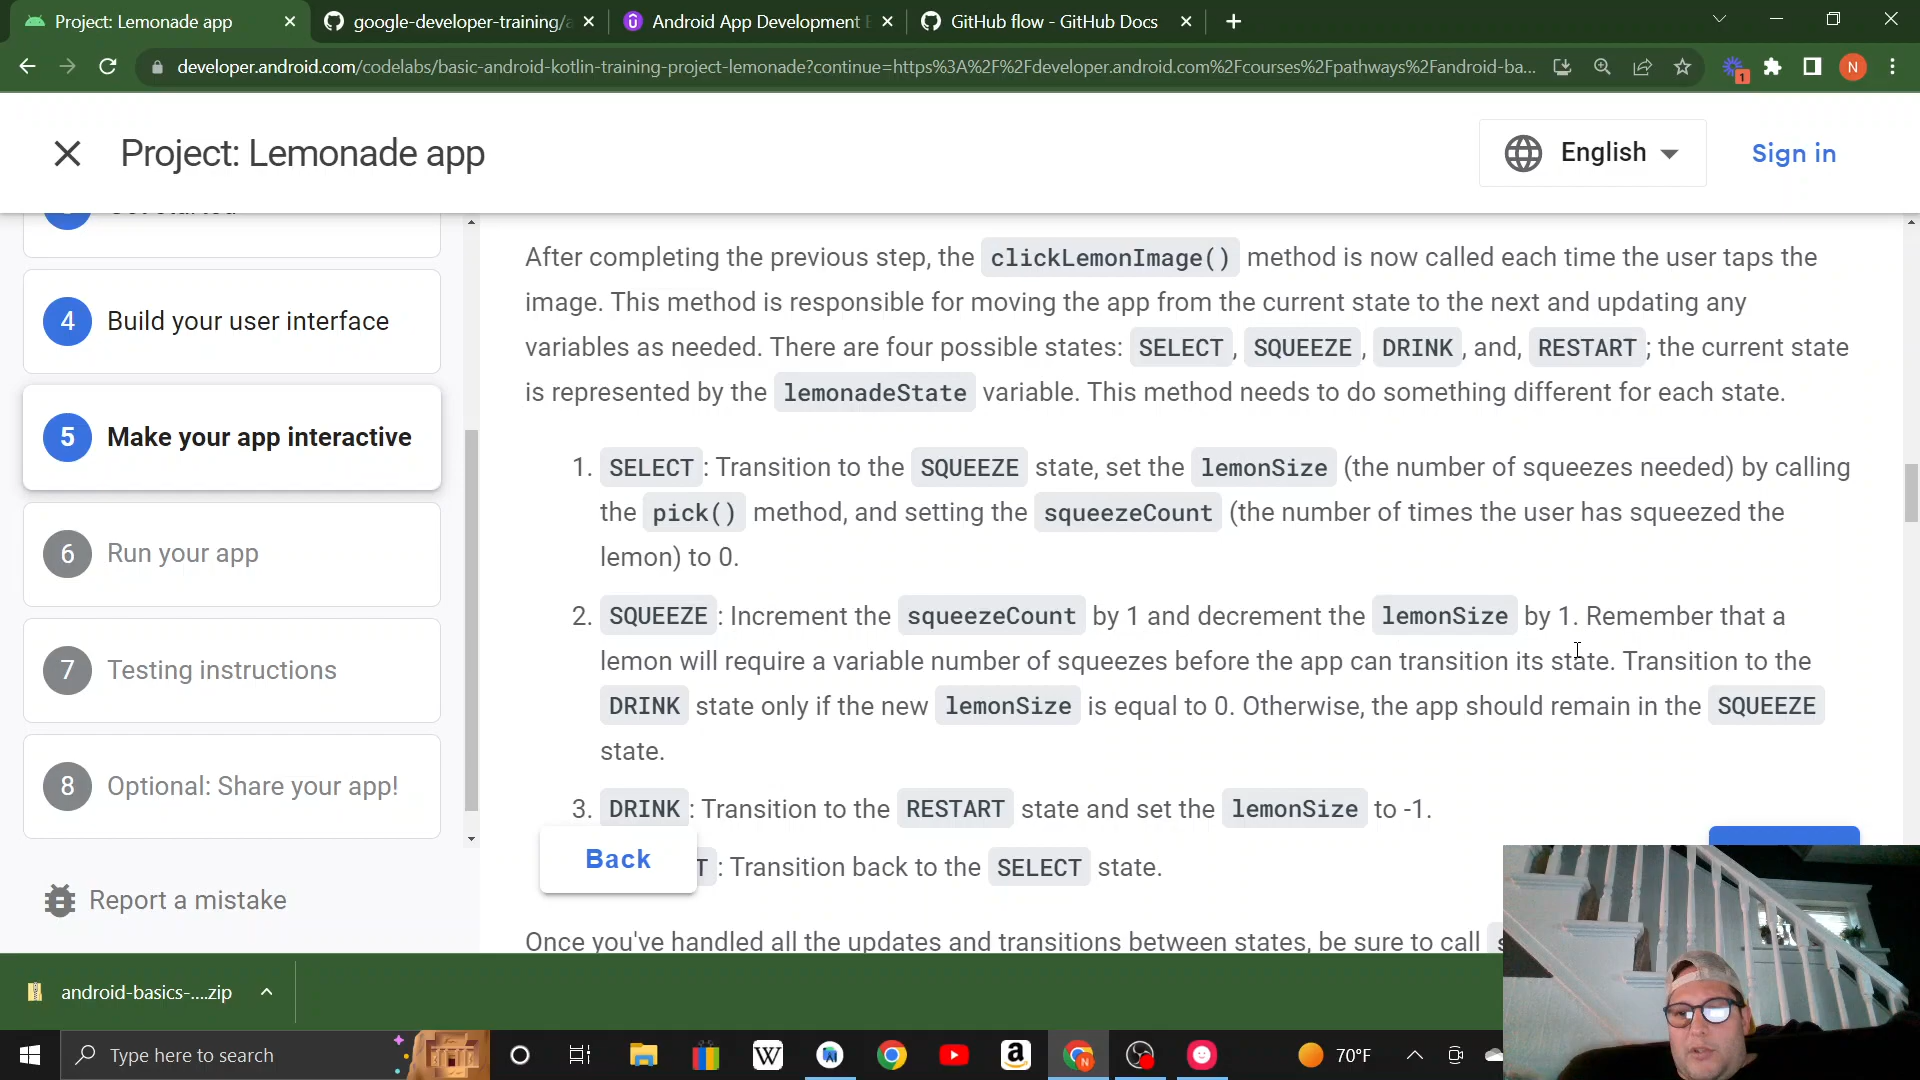 Project: Lemonade app
google-developer-training/a
Android App Development
GitHub flow - GitHub Docs
developer.android.com/codelabs/basic-android-kotlin-training-project-lemonade?continue=https%3A%2F%2Fdeveloper.android.com%2Fcourses%2Fpathways%2Fandroid-ba...
1
N
Project: Lemonade app
English
Sign in
4 Build your user interface
5 Make your app interactive
6 Run your app
7 Testing instructions
8 Optional: Share your app!
Report a mistake
After completing the previous step, the clickLemonImage() method is now called each time the user taps the
image. This method is responsible for moving the app from the current state to the next and updating any
variables as needed. There are four possible states: SELECT, SQUEEZE, DRINK, and, RESTART; the current state
is represented by the lemonadeState variable. This method needs to do something different for each state.
1. SELECT: Transition to the SQUEEZE state, set the lemonSize (the number of squeezes needed) by calling
the pick() method, and setting the squeezeCount (the number of times the user has squeezed the
lemon) to 0.
2. SQUEEZE: Increment the squeezeCount by 1 and decrement the lemonSize by 1. Remember that a
lemon will require a variable number of squeezes before the app can transition its state. Transition to the
DRINK state only if the new lemonSize is equal to 0. Otherwise, the app should remain in the SQUEEZE
state.
3. DRINK: Transition to the RESTART state and set the lemonSize to -1.
Back
T: Transition back to the SELECT state.
Once you've handled all the updates and transitions between states, be sure to call
android-basics-....zip
Type here to search
W
a
N
70°F